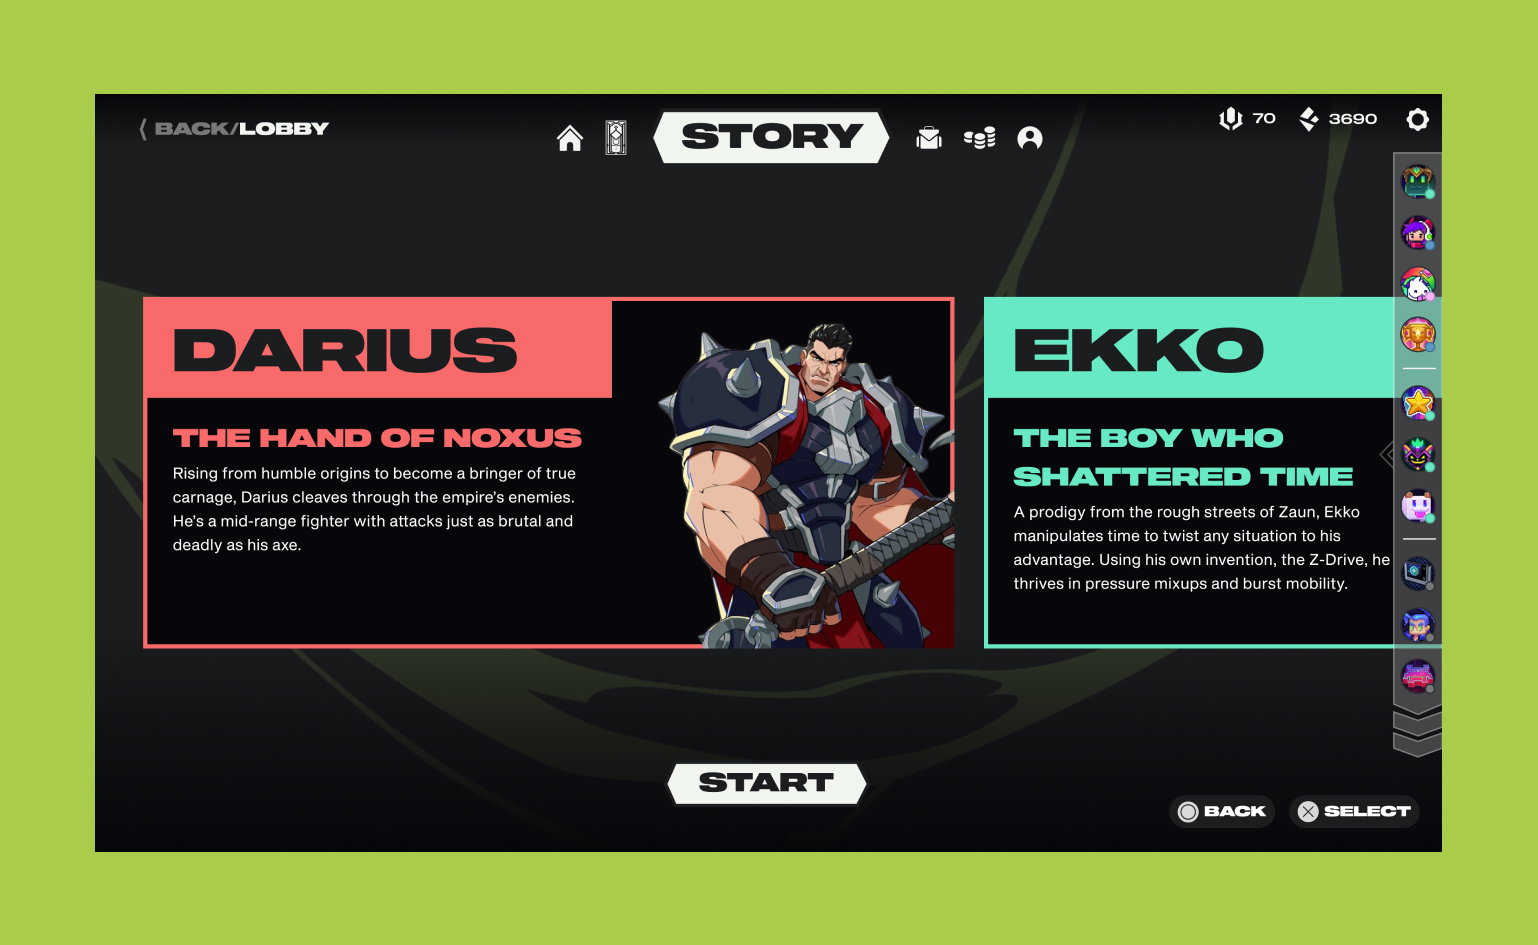 BACK/LOBBY
STORY
70
3690
DARIUS
THE HAND OF NOXUS
Rising from humble origins to become a bringer of true
carnage, Darius cleaves through the empire's enemies.
He's a mid-range fighter with attacks just as brutal and
deadly as his axe.
EKKO
THE BOY WHO
SHATTERED TIME
A prodigy from the rough streets of Zaun, Ekko
manipulates time to twist any situation to his
advantage. Using his own invention, the Z-Drive, he
thrives in pressure mixups and burst mobility.
START
BACK
SELECT